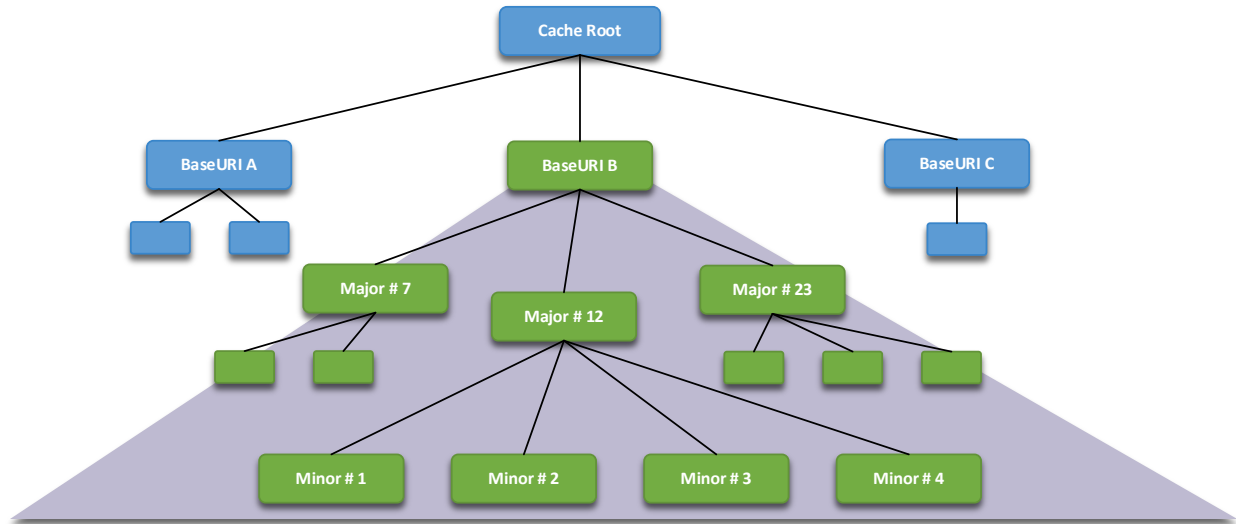 Cache Root
BaseURI A
BaseURI B
BaseURI C
Major # 7
Major # 12
Major # 23
Minor # 1
Minor # 2
Minor # 3
Minor # 4